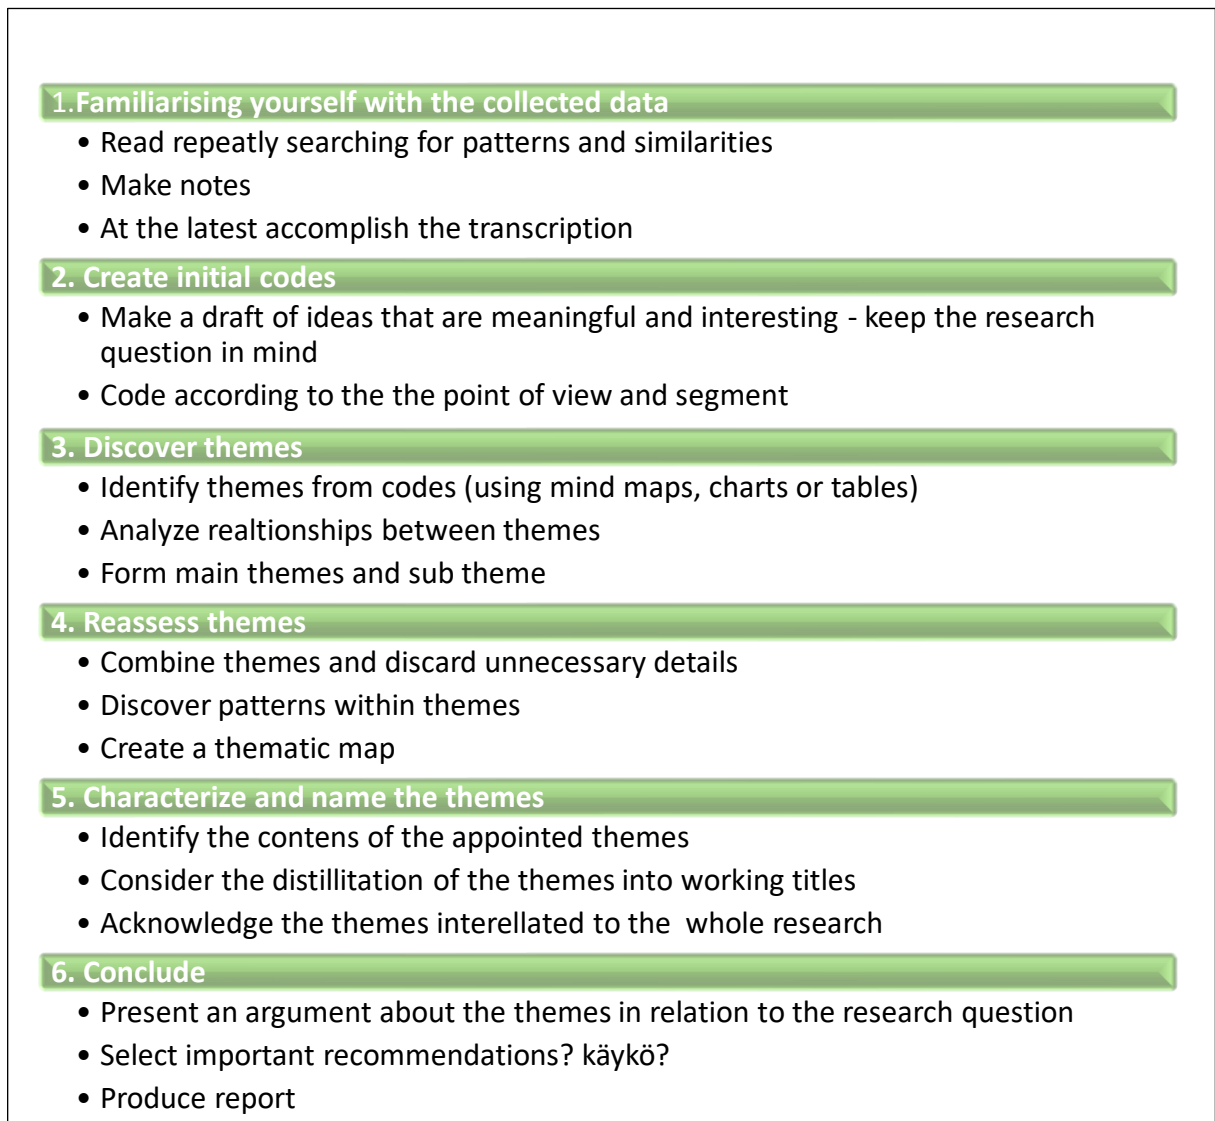 1.Familiarising yourself with the collected data
• Read repeatly searching for patterns and similarities
• Make notes
• At the latest accomplish the transcription
2. Create initial codes
• Make a draft of ideas that are meaningful and interesting - keep the research
question in mind
• Code according to the the point of view and segment
3. Discover themes
• Identify themes from codes (using mind maps, charts or tables)
• Analyze realtionships between themes
• Form main themes and sub theme
4. Reassess themes
• Combine themes and discard unnecessary details
• Discover patterns within themes
• Create a thematic map
5. Characterize and name the themes
• Identify the contens of the appointed themes
• Consider the distillitation of the themes into working titles
• Acknowledge the themes interellated to the  whole research
6. Conclude
• Present an argument about the themes in relation to the research question
• Select important recommendations? käykö?
• Produce report